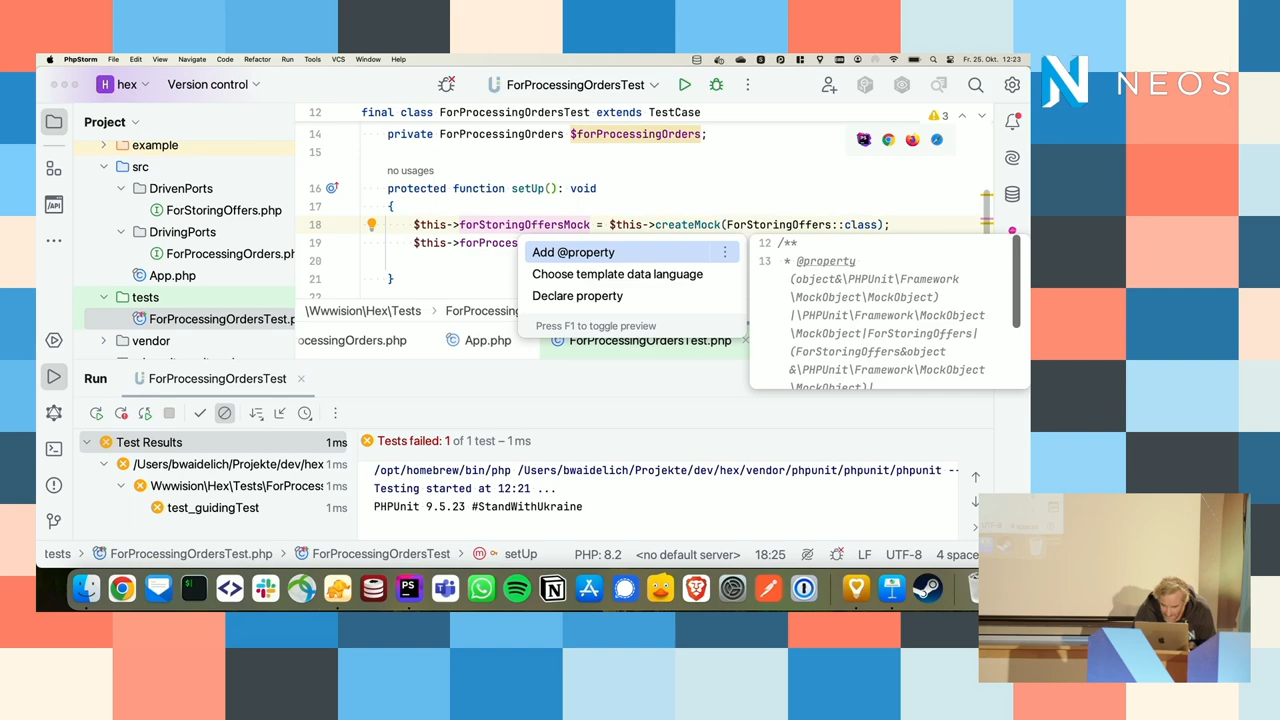 PhpStorm File Edit View Navigate Code Refactor Run Tools VCS Window Help Fr. 25. Okt. 12:23
H hex Version control ForProcessingOrdersTest
NEOS
Project
example
src
DrivenPorts
ForStoringOffers.php
DrivingPorts
ForProcessingOrders.ph
App.php
tests
ForProcessingOrdersTest.p
vendor
API
12 final class ForProcessingOrdersTest extends TestCase
3
14 private ForProcessingOrders $forProcessingOrders;
15
no usages
16 protected function setUp(): void
17 {
18 $this->forStoringOffersMock = $this->createMock(ForStoringOffers::class);
19 $this->forProces
20
21 }
22
Add @property
Choose template data language
Declare property
Press F1 to toggle preview
12 /**
13 * @property
(object&\PHPUnit\Framework
\MockObject\MockObject)
|\PHPUnit\Framework\MockObject
\MockObject|ForStoringOffers|
(ForStoringOffers&object
&\PHPUnit\Framework\MockObject
\MockObject)|
\Wwwision\Hex\Tests ForProcessing
ocessingOrders.php App.php ForProcessingOrdersTest.php
Run ForProcessingOrdersTest
Test Results 1ms
/Users/bwaidelich/Projekte/dev/hex 1ms
Wwwision\Hex\Tests\ForProcess 1ms
test_guidingTest 1ms
Tests failed: 1 of 1 test – 1ms
/opt/homebrew/bin/php /Users/bwaidelich/Projekte/dev/hex/vendor/phpunit/phpunit/phpunit --
Testing started at 12:21 ...
PHPUnit 9.5.23 #StandWithUkraine
tests ForProcessingOrdersTest.php ForProcessingOrdersTest setUp PHP: 8.2 <no default server> 18:25 LF UTF-8 4 space
PS